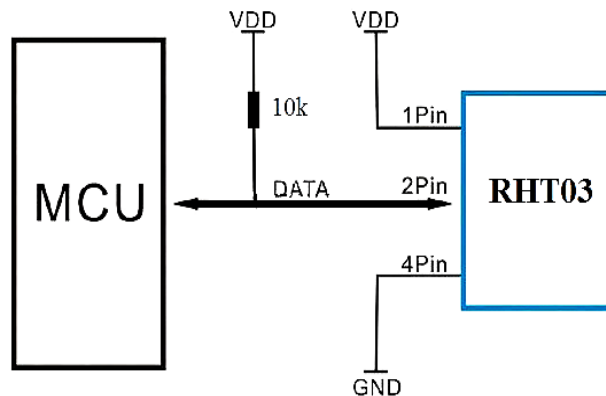 VDD VDD
10k
1Pin
MCU DATA 2Pin RHT03
4Pin
GND